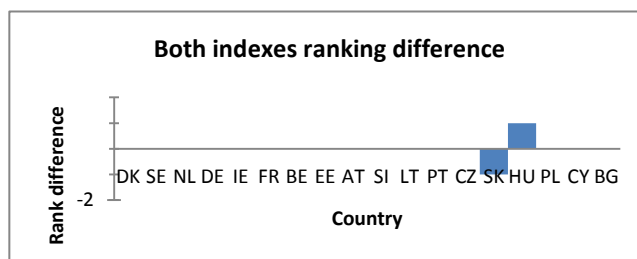 Both indexes ranking difference
Rank difference
DK SE NL DE IE FR BE EE AT SI LT PT CZ SK HU PL CY BG
-2
Country